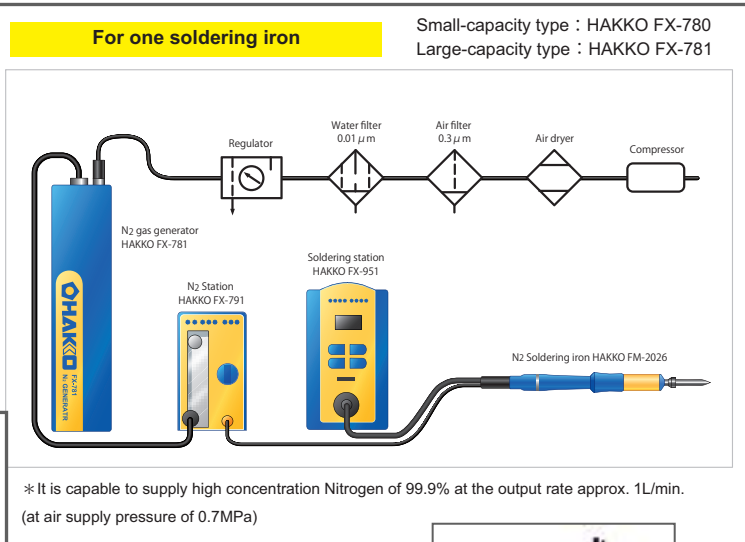 For one soldering iron
Small-capacity type：HAKKO FX-780
Large-capacity type：HAKKO FX-781
Regulator
Water filter
0.01μm
Air filter
0.3μm
Air dryer
Compressor
N2 gas generator
HAKKO FX-781
HAKKO
FX-781
N2 GENERATR
N2 Station
HAKKO FX-791
Soldering station
HAKKO FX-951
N2 Soldering iron HAKKO FM-2026
＊It is capable to supply high concentration Nitrogen of 99.9% at the output rate approx. 1L/min.
(at air supply pressure of 0.7MPa)